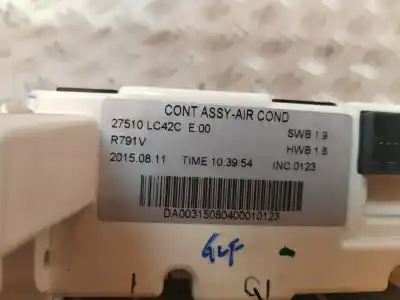 CONT ASSY-AIR COND
27510 LC42C E:00 SWB 1.9
R791V HWB 1.6
2015.08.11 TIME 10:39:54 INC.0123
DA00315080400010123
GLF